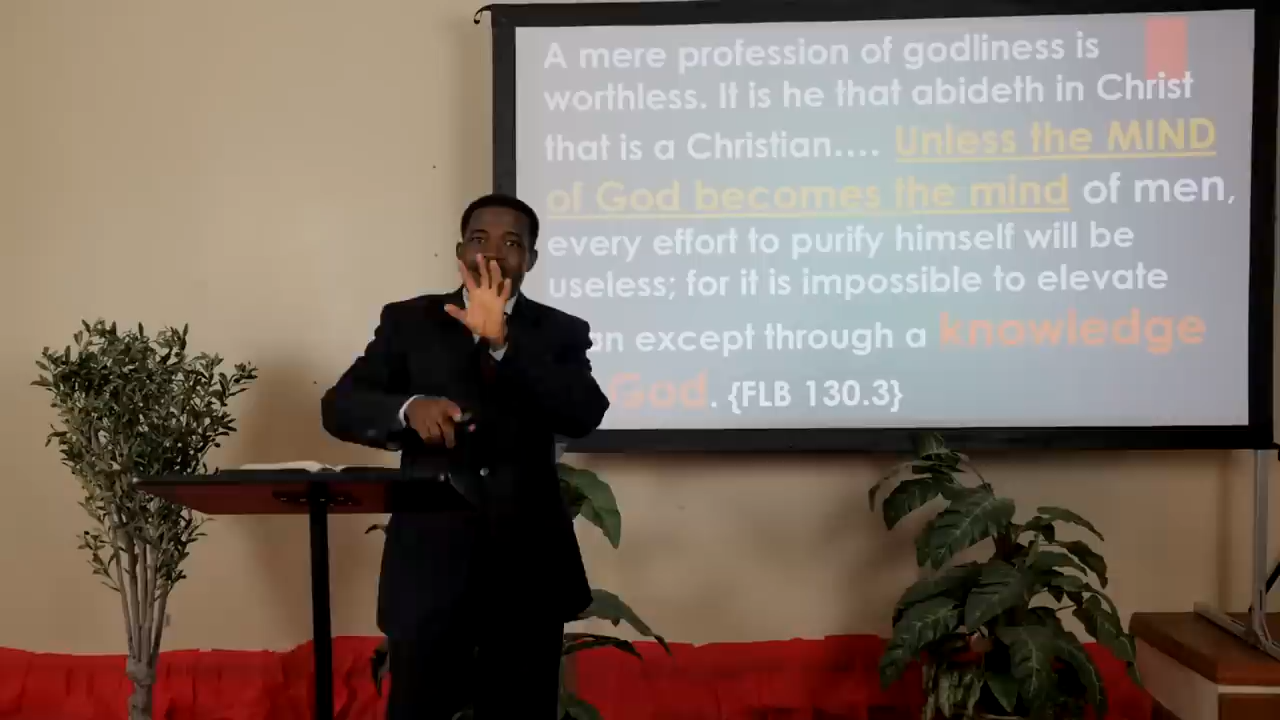 A mere profession of godliness is
worthless. It is he that abideth in Christ
that is a Christian.... Unless the MIND
of God becomes the mind of men,
every effort to purify himself will be
useless; for it is impossible to elevate
an except through a knowledge
God. {FLB 130.3}